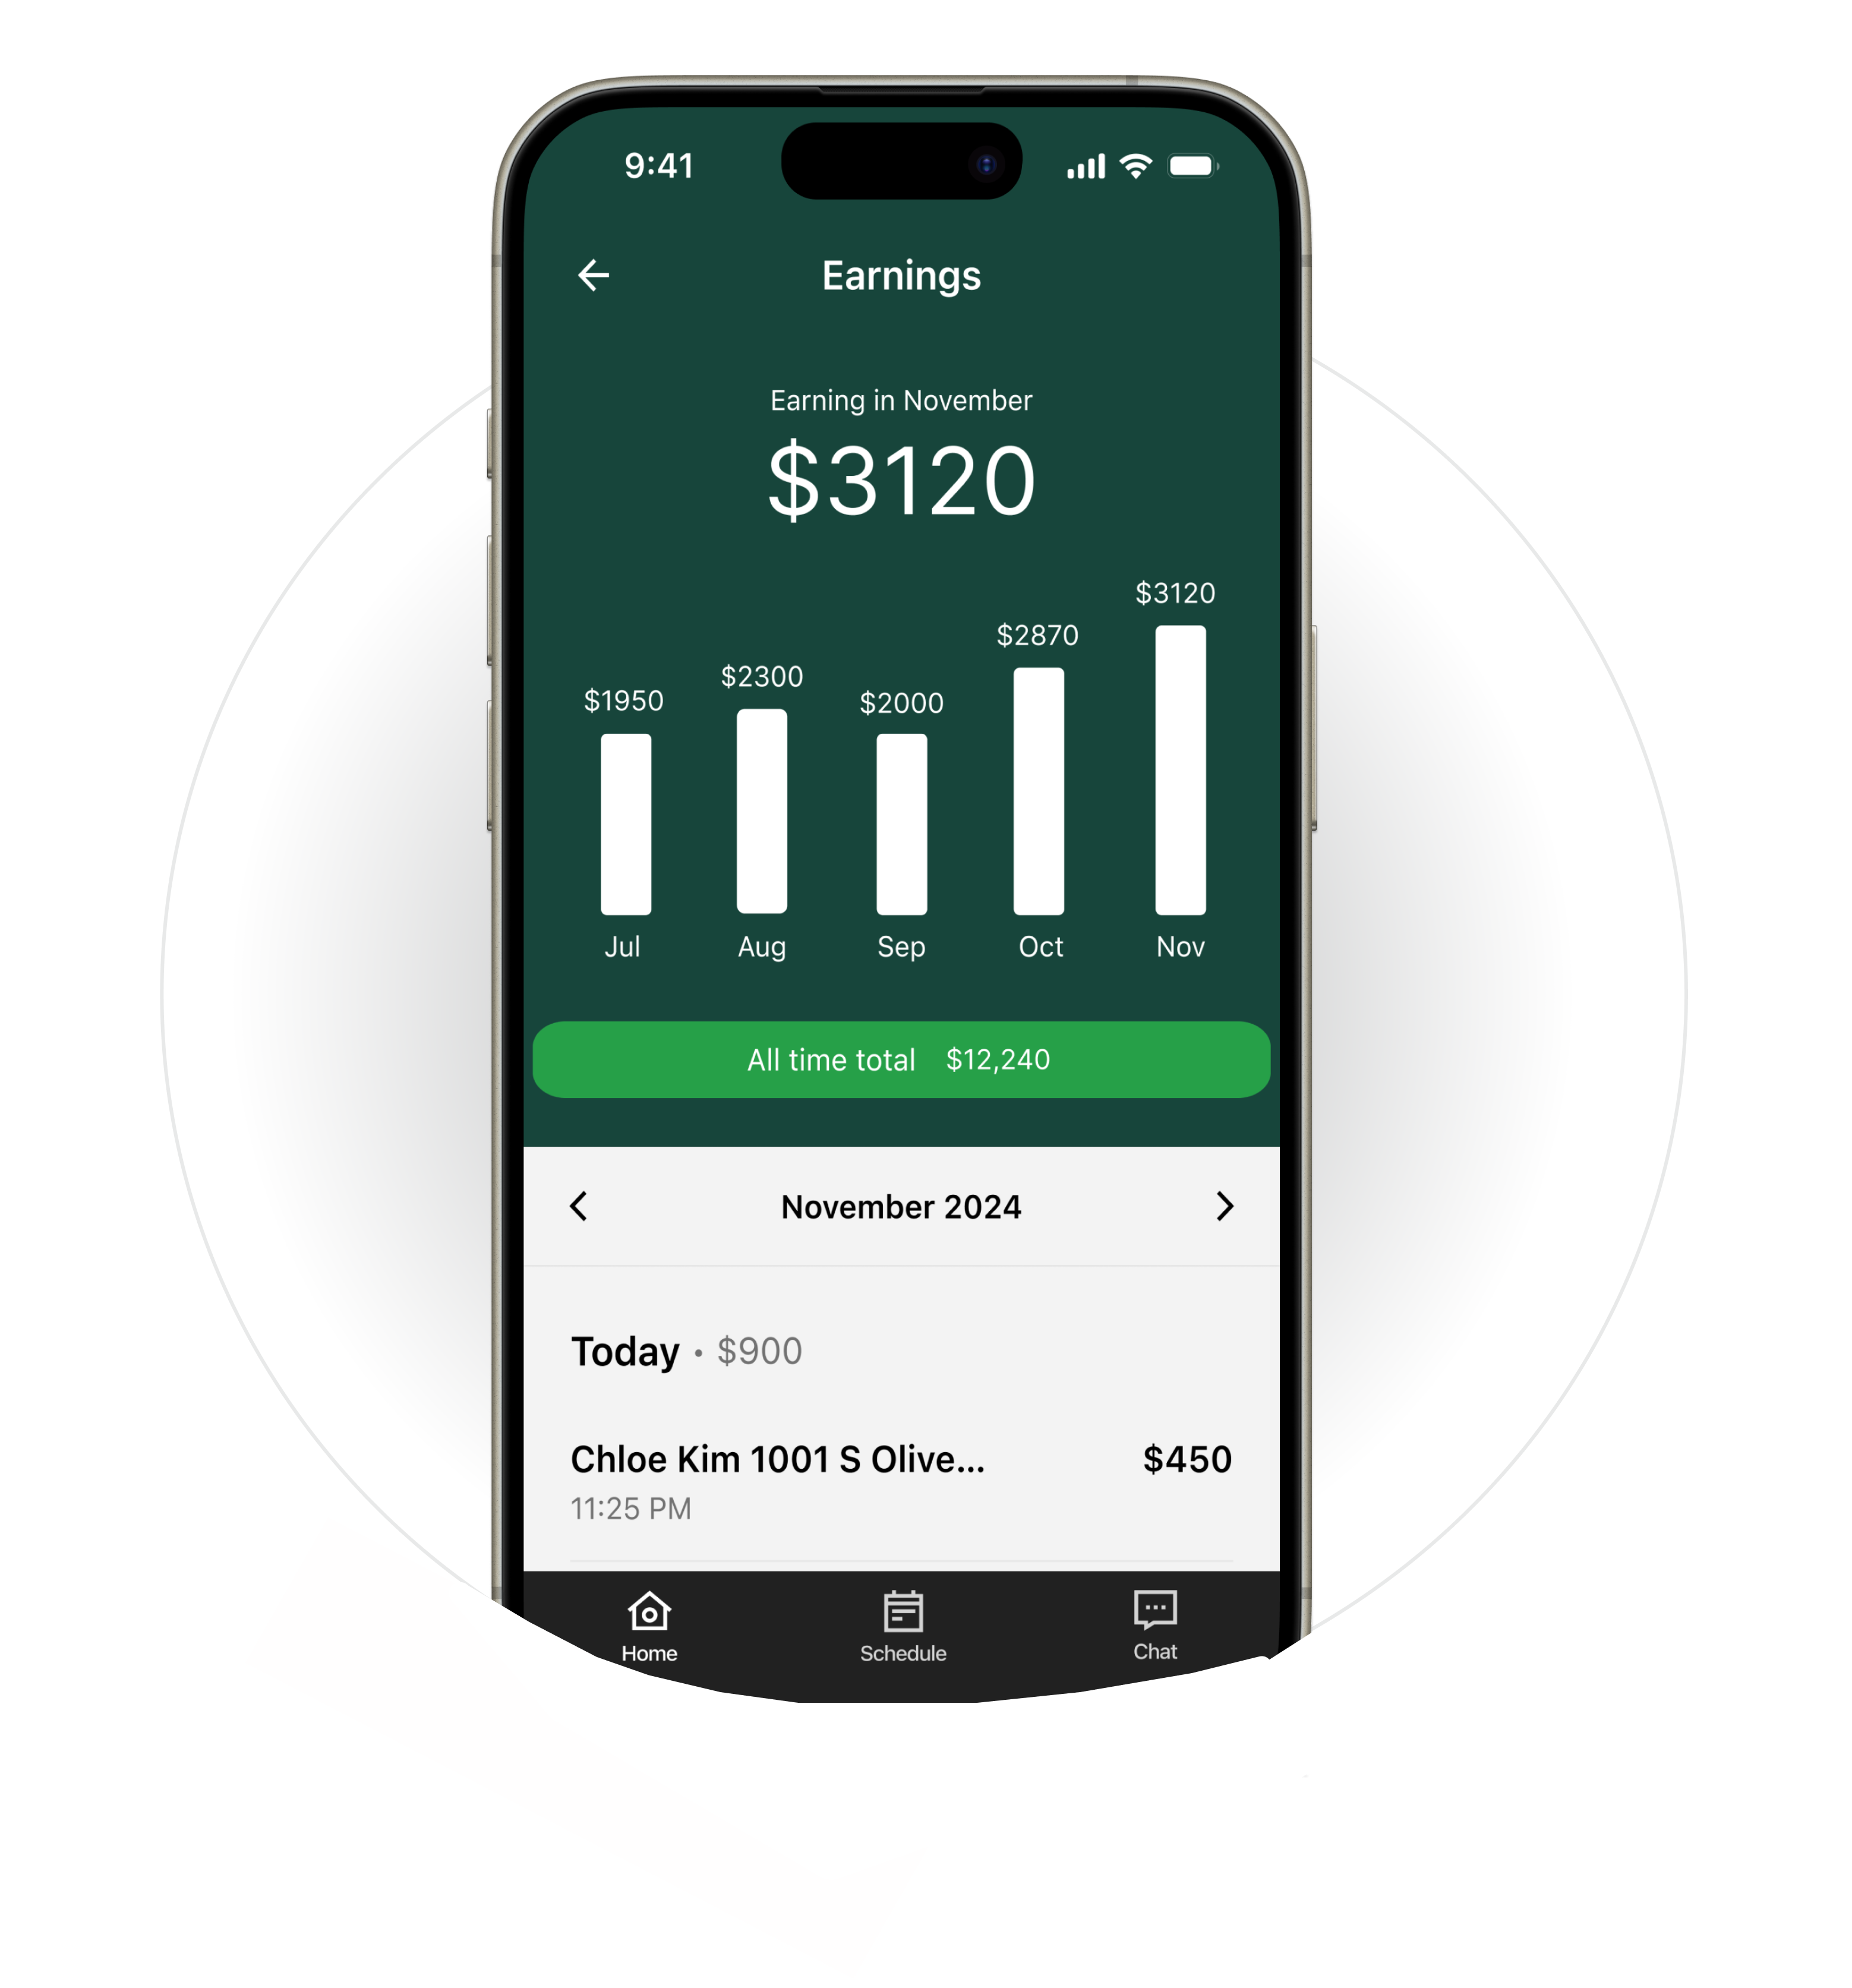 9:41
Earnings
Earning in November
$3120
$1950 $2300 $2000 $2870 $3120
Jul Aug Sep Oct Nov
All time total $12,240
November 2024
Today • $900
Chloe Kim 1001 S Olive... $450
11:25 PM
Home Schedule Chat